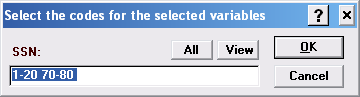 Select the codes for the selected variables
SSN: All View OK
1-20 70-80 Cancel